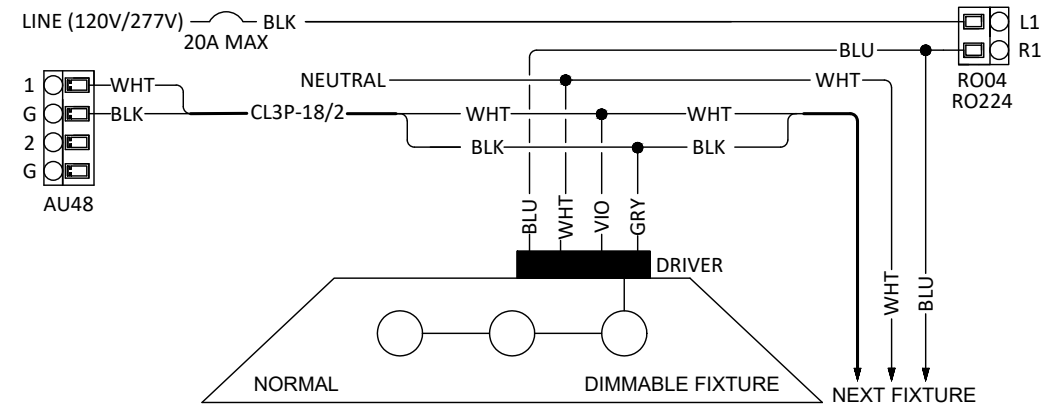 LINE (120V/277V) BLK L1
20A MAX
BLU R1
1 WHT NEUTRAL WHT RO04
RO224
G BLK CL3P-18/2 WHT WHT
BLK BLK
2
G
AU48
BLU WHT VIO GRY
DRIVER
WHT BLU
NORMAL DIMMABLE FIXTURE
NEXT FIXTURE